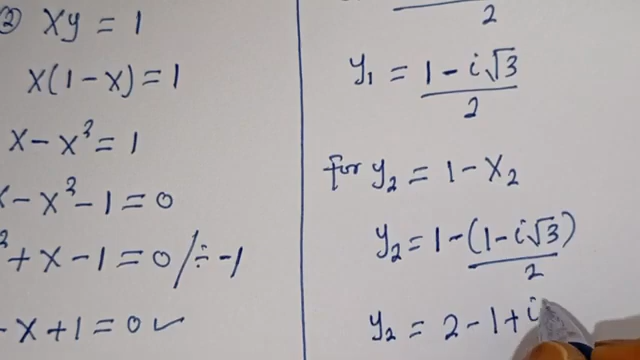 ② xy = 1
x(1-x) = 1
x - x² = 1
x - x² - 1 = 0
² + x - 1 = 0 / ÷ -1
- x + 1 = 0 ✓
2
y₁ = 1 - i√3
2
for y₂ = 1 - x₂
y₂ = 1 - (1 - i√3)
2
y₂ = 2 - 1 + i